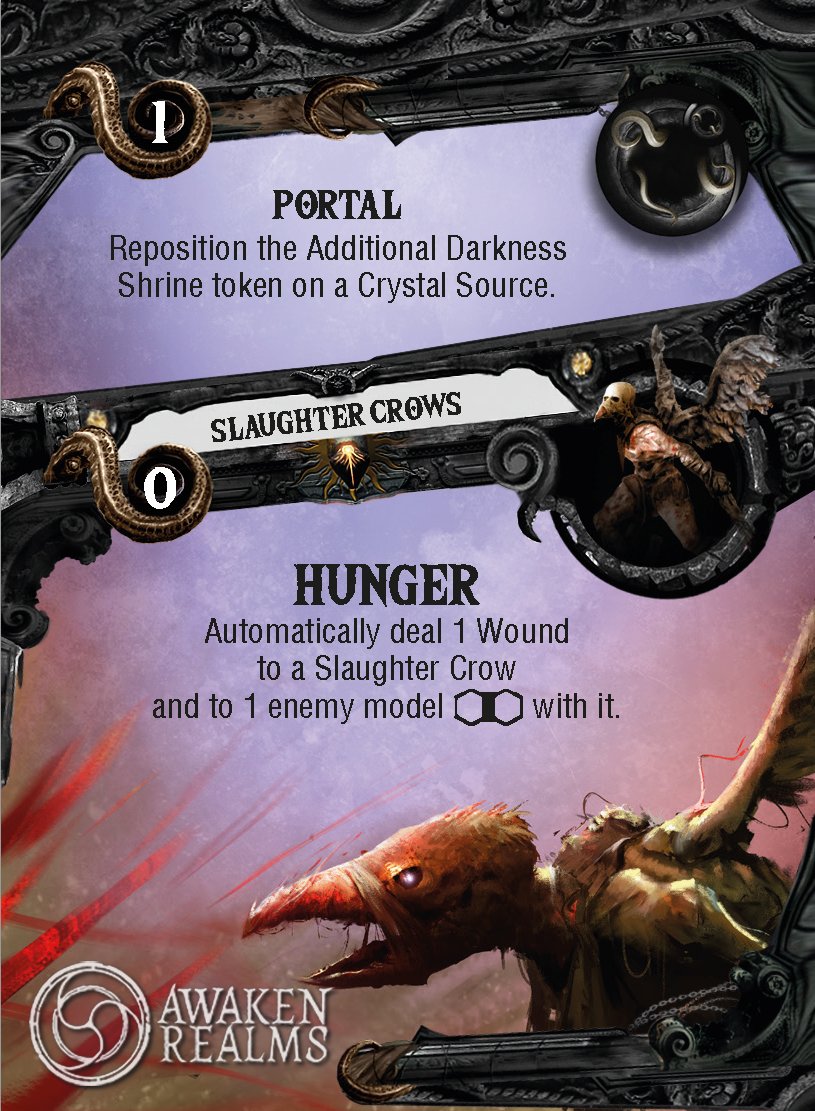 1
PORTAL
Reposition the Additional Darkness
Shrine token on a Crystal Source.
SLAUGHTER CROWS
0
HUNGER
Automatically deal 1 Wound
to a Slaughter Crow
and to 1 enemy model with it.
AWAKEN
REALMS